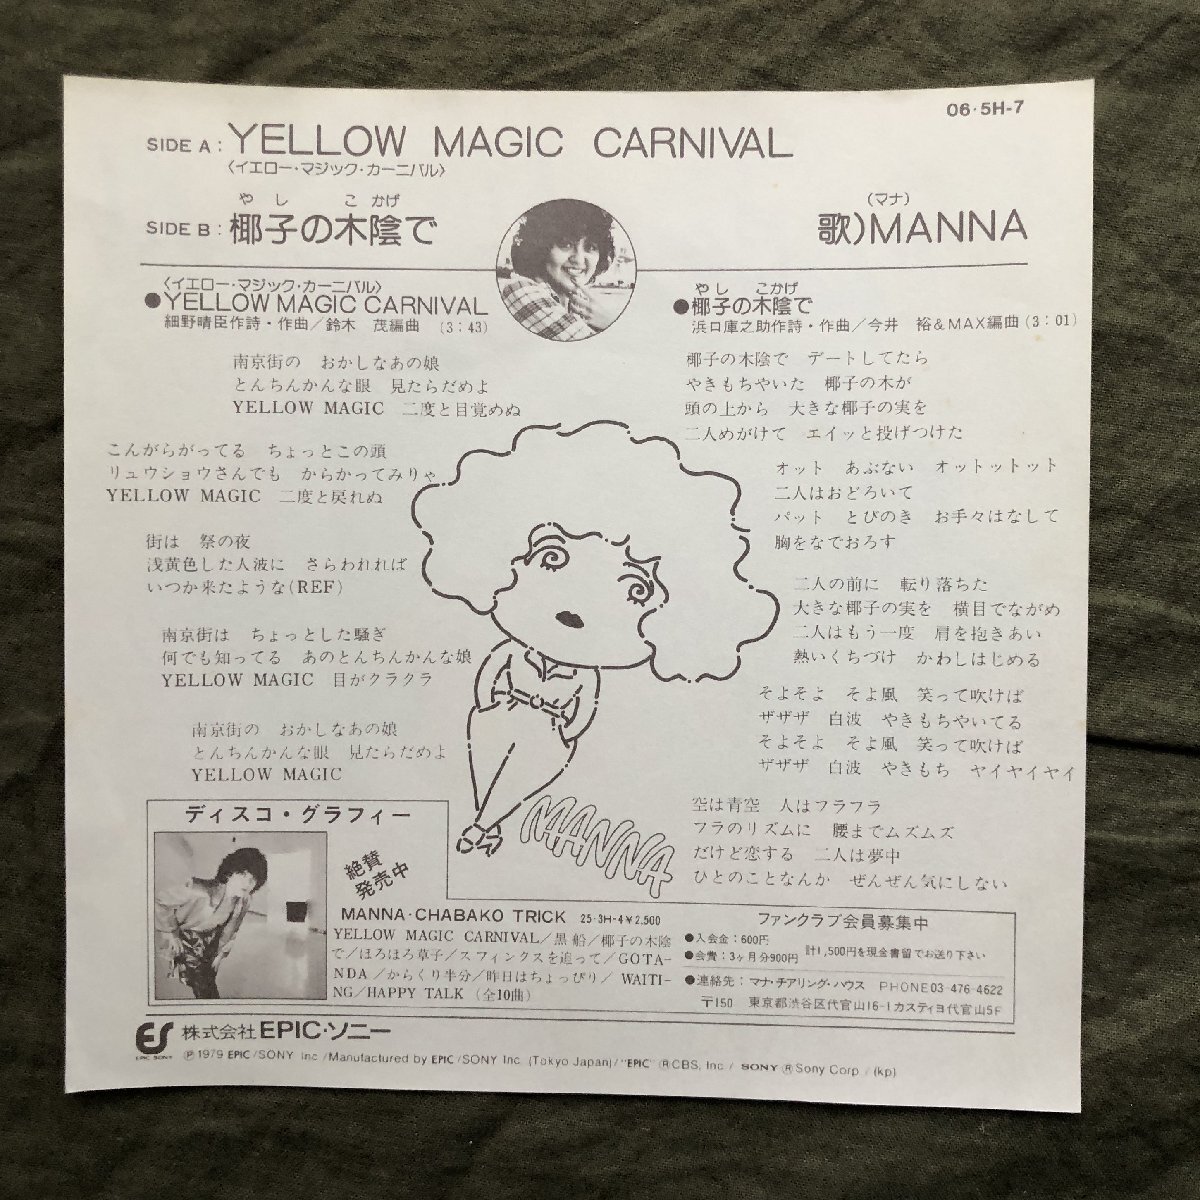 06・5H-7
SIDE A : YELLOW MAGIC CARNIVAL
〈イエロー・マジック・カーニバル〉
やし こかげ
SIDE B : 椰子の木陰で
(マナ)
歌)MANNA
〈イエロー・マジック・カーニバル〉
●YELLOW MAGIC CARNIVAL
細野晴臣作詩・作曲／鈴木 茂編曲 (3:43)
南京街の おかしなあの娘
とんちんかんな眼 見たらだめよ
YELLOW MAGIC 二度と目覚めぬ
こんがらがってる ちょっとこの頭
リュウショウさんでも からかってみりゃ
YELLOW MAGIC 二度と戻れぬ
街は 祭の夜
浅黄色した人波に さらわれれば
いつか来たような(REF)
南京街は ちょっとした騒ぎ
何でも知ってる あのとんちんかんな娘
YELLOW MAGIC 目がクラクラ
南京街の おかしなあの娘
とんちんかんな眼 見たらだめよ
YELLOW MAGIC
やし こかげ
●椰子の木陰で
浜口庫之助作詩・作曲／今井 裕&MAX編曲(3:01)
椰子の木陰で デートしてたら
やきもちやいた 椰子の木が
頭の上から 大きな椰子の実を
二人めがけて エイッと投げつけた
オット あぶない オットットット
二人はおどろいて
パット とびのき お手々はなして
胸をなでおろす
二人の前に 転り落ちた
大きな椰子の実を 横目でながめ
二人はもう一度 肩を抱きあい
熱いくちづけ かわしはじめる
そよそよ そよ風 笑って吹けば
ザザザ 白波 やきもちやいてる
そよそよ そよ風 笑って吹けば
ザザザ 白波 やきもち ヤイヤイヤイ
空は青空 人はフラフラ
フラのリズムに 腰までムズムズ
だけど恋する 二人は夢中
ひとのことなんか ぜんぜん気にしない
MANNA
ディスコ・グラフィー
絶賛
発売中
MANNA・CHABAKO TRICK 25・3H-4￥2,500
YELLOW MAGIC CARNIVAL／黒船／椰子の木陰
で／ほろほろ草子／スフィンクスを追って／GOTA-
NDA／からくり半分／昨日はちょっぴり／WAITI-
NG／HAPPY TALK (全10曲)
ファンクラブ会員募集中
●入会金：600円
●会費：3ヶ月分900円 計1,500円を現金書留でお送り下さい
●連絡先：マナ・チアリング・ハウス PHONE 03-476-4622
〒150 東京都渋谷区代官山16-1カスティヨ代官山5F
ES EPIC SONY 株式会社EPIC・ソニー
Ⓟ1979 EPIC/SONY Inc./Manufactured by EPIC/SONY Inc. (Tokyo Japan)/"EPIC" ⓇCBS, Inc./ SONY ⓇSony Corp./(kp)